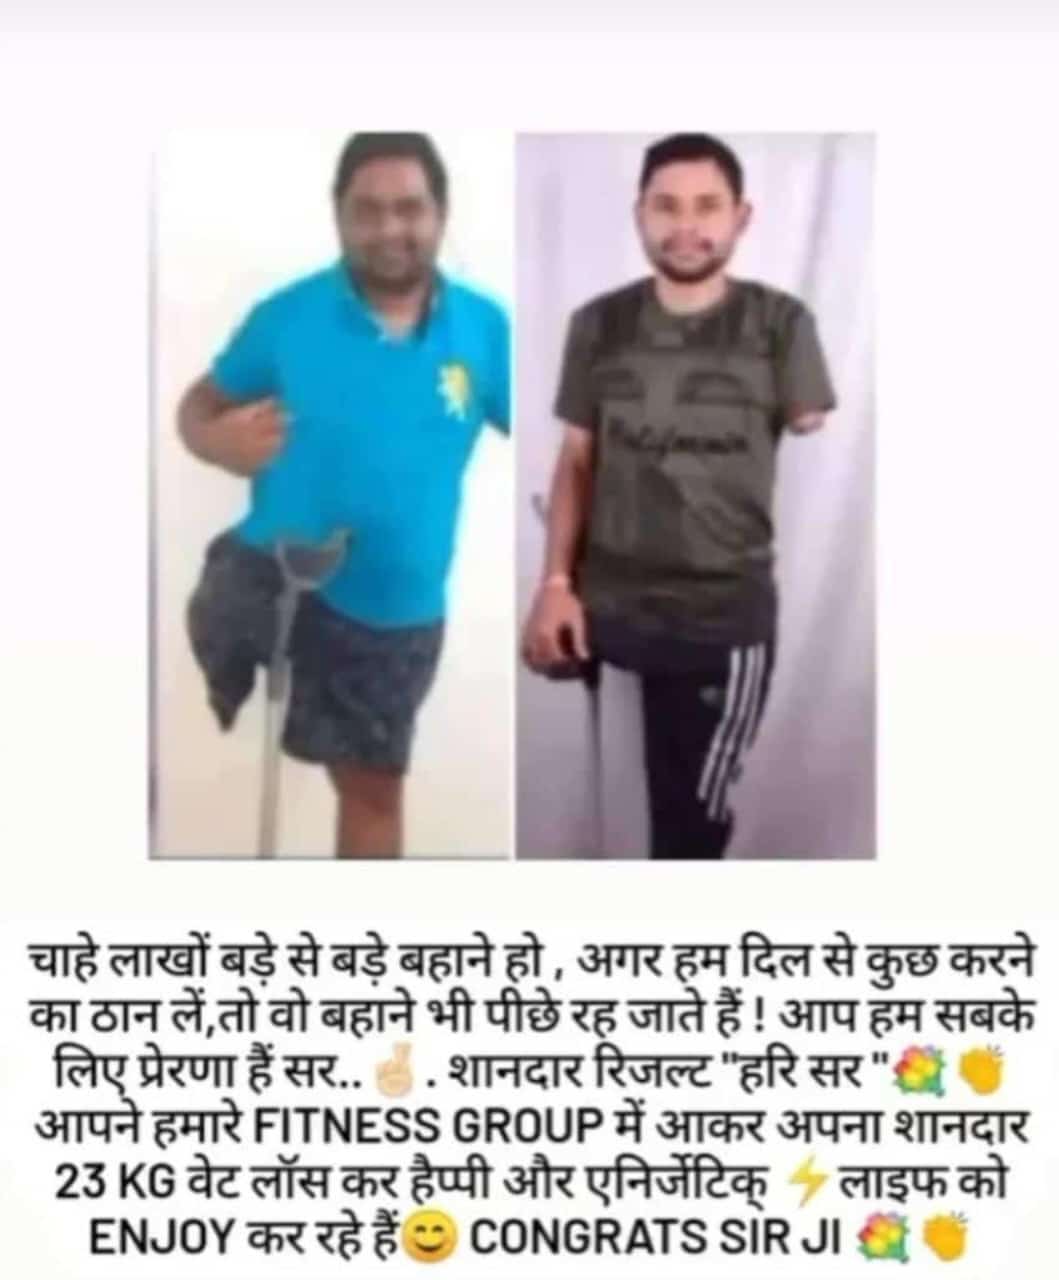 चाहे लाखों बड़े से बड़े बहाने हो , अगर हम दिल से कुछ करने
का ठान लें,तो वो बहाने भी पीछे रह जाते हैं ! आप हम सबके
लिए प्रेरणा हैं सर..🤞🏻. शानदार रिजल्ट "हरि सर "💐👏
आपने हमारे FITNESS GROUP में आकर अपना शानदार
23 KG वेट लॉस कर हैप्पी और एनिर्जेटिक् ⚡लाइफ को
ENJOY कर रहे हैं😊 CONGRATS SIR JI 💐👏